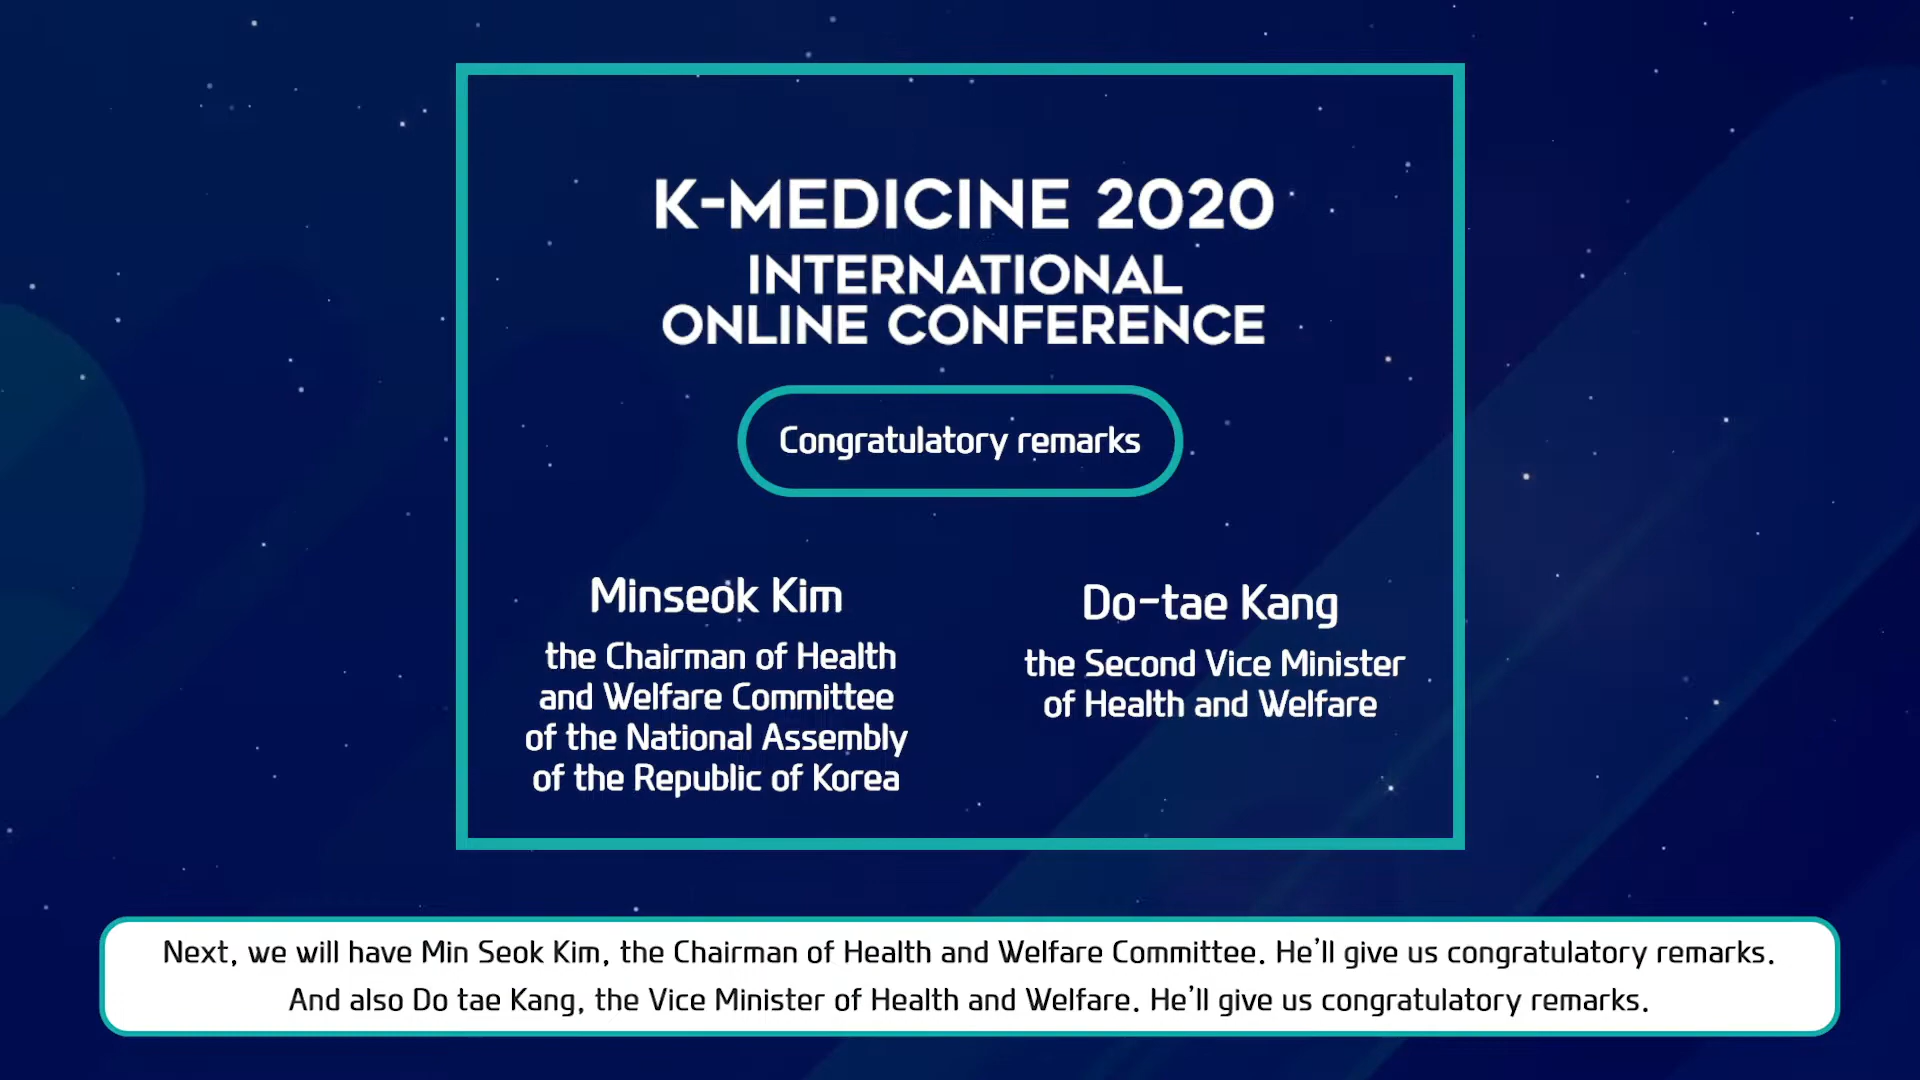 K-MEDICINE 2020
INTERNATIONAL
ONLINE CONFERENCE
Congratulatory remarks
Minseok Kim
the Chairman of Health
and Welfare Committee
of the National Assembly
of the Republic of Korea
Do-tae Kang
the Second Vice Minister
of Health and Welfare
Next, we will have Min Seok Kim, the Chairman of Health and Welfare Committee. He'll give us congratulatory remarks.
And also Do tae Kang, the Vice Minister of Health and Welfare. He'll give us congratulatory remarks.